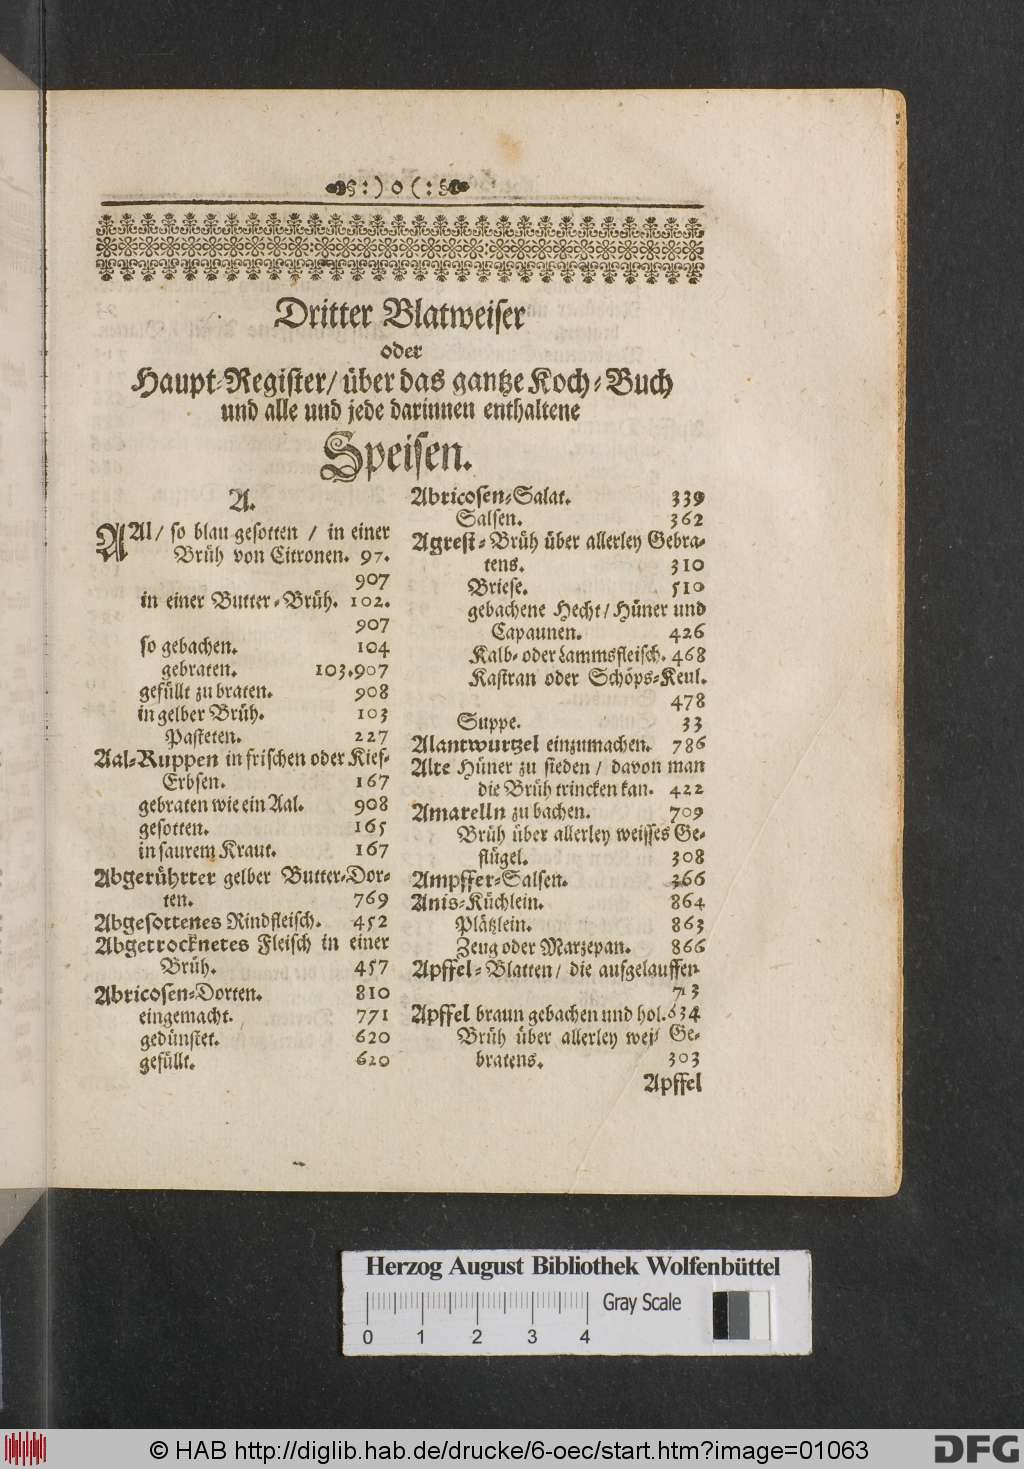 :) o (:
Dritter Blatweiser
oder
Haupt-Register/ über das gantze Koch-Buch
und alle und jede darinnen enthaltene
Speisen.
A.
AAl/ so blau gesotten / in einer
Brüh von Citronen. 97.
907
in einer Butter-Brüh. 102.
907
so gebachen. 104
gebraten. 103.907
gefüllt zu braten. 908
in gelber Brüh. 103
Pasteten. 227
Aal-Ruppen in frischen oder Kief-
Erbsen. 167
gebraten wie ein Aal. 908
gesotten. 165
in saurem Kraut. 167
Abgerührter gelber Butter-Dor-
ten. 769
Abgesottenes Rindfleisch. 452
Abgetrocknetes Fleisch in einer
Brüh. 457
Abricosen-Dorten. 810
eingemacht. 771
gedünstet. 620
gefüllt. 620
Abricosen-Salat. 339
Salsen. 362
Agrest-Brüh über allerley Gebra-
tens. 310
Briese. 510
gebachene Hecht/ Hüner und
Capaunen. 426
Kalb- oder Lammsfleisch. 468
Kastran oder Schöps-Keul.
478
Suppe. 33
Alantwurtzel einzumachen. 786
Alte Hüner zu sieden / davon man
die Brüh trincken kan. 422
Amarelln zu bachen. 709
Brüh über allerley weisses Ge-
flügel. 308
Ampffer-Salsen. 366
Anis-Küchlein. 864
Plätzlein. 863
Zeug oder Marzepan. 866
Apffel-Blatten/ die aufgelauffen
713
Apffel braun gebachen und hol. 634
Brüh über allerley Ge-
bratens. 303
Apffel
Herzog August Bibliothek Wolfenbüttel
Gray Scale
0 1 2 3 4
© HAB http://diglib.hab.de/drucke/6-oec/start.htm?image=01063
DFG